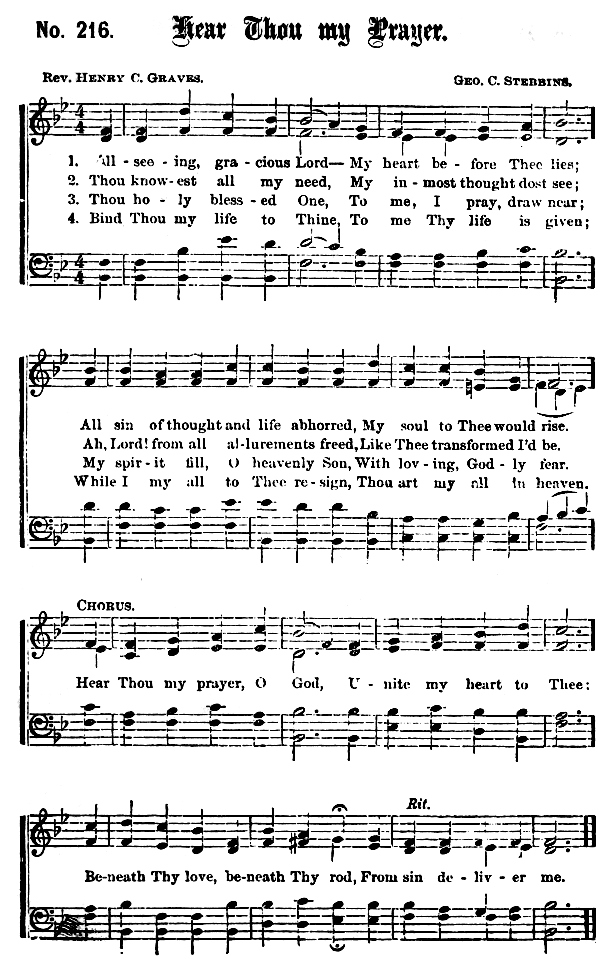 No. 216. Hear Thou my Prayer.
Rev. Henry C. Graves. Geo. C. Stebbins.
1. All - see - ing, gra - cious Lord— My heart be - fore Thee lies;
2. Thou know - est all my need, My in - most thought dost see;
3. Thou ho - ly bless - ed One, To me, I pray, draw near;
4. Bind Thou my life to Thine, To me Thy life is given;
All sin of thought and life abhorred, My soul to Thee would rise.
Ah, Lord! from all al - lurements freed, Like Thee transformed I'd be.
My spir - it fill, O heavenly Son, With lov - ing, God - ly fear.
While I my all to Thee re - sign, Thou art my all in heaven.
Chorus.
Hear Thou my prayer, O God, U - nite my heart to Thee:
Rit.
Be-neath Thy love, be-neath Thy rod, From sin de - liv - er me.